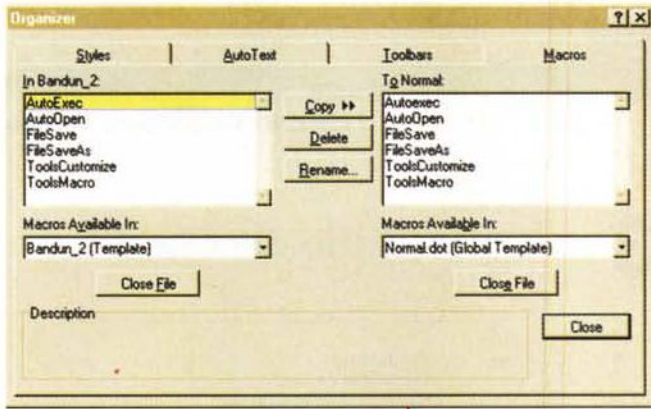 Organizer
Styles
AutoText
Toolbars
Macros
In Bandun_2:
AutoExec
AutoOpen
FileSave
FileSaveAs
ToolsCustomize
ToolsMacro
Copy
Delete
Rename...
To Normal:
Autoexec
AutoOpen
FileSave
FileSaveAs
ToolsCustomize
ToolsMacro
Macros Available In:
Bandun_2 (Template)
Close File
Macros Available In:
Normal.dot (Global Template)
Close File
Description
Close